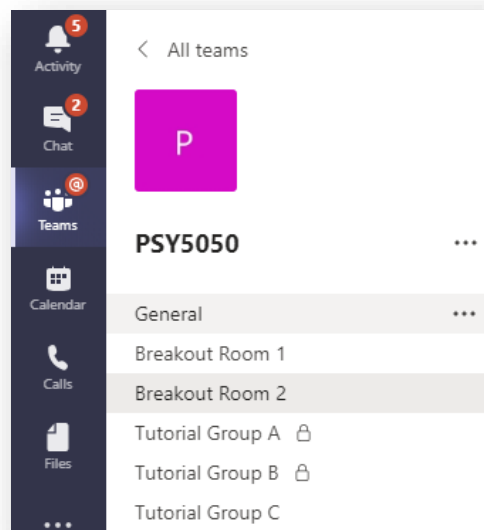 5
Activity
2
Chat
@
Teams
Calendar
Calls
Files
All teams
P
PSY5050
General
Breakout Room 1
Breakout Room 2
Tutorial Group A
Tutorial Group B
Tutorial Group C